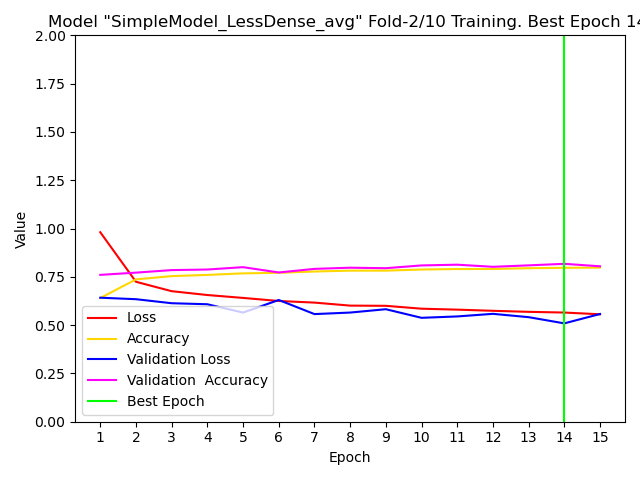 Model "SimpleModel_LessDense_avg" Fold-2/10 Training. Best Epoch 14
2.00
1.75
1.50
1.25
1.00
0.75
0.50
0.25
0.00
Value
Loss
Accuracy
Validation Loss
Validation  Accuracy
Best Epoch
1 2 3 4 5 6 7 8 9 10 11 12 13 14 15
Epoch